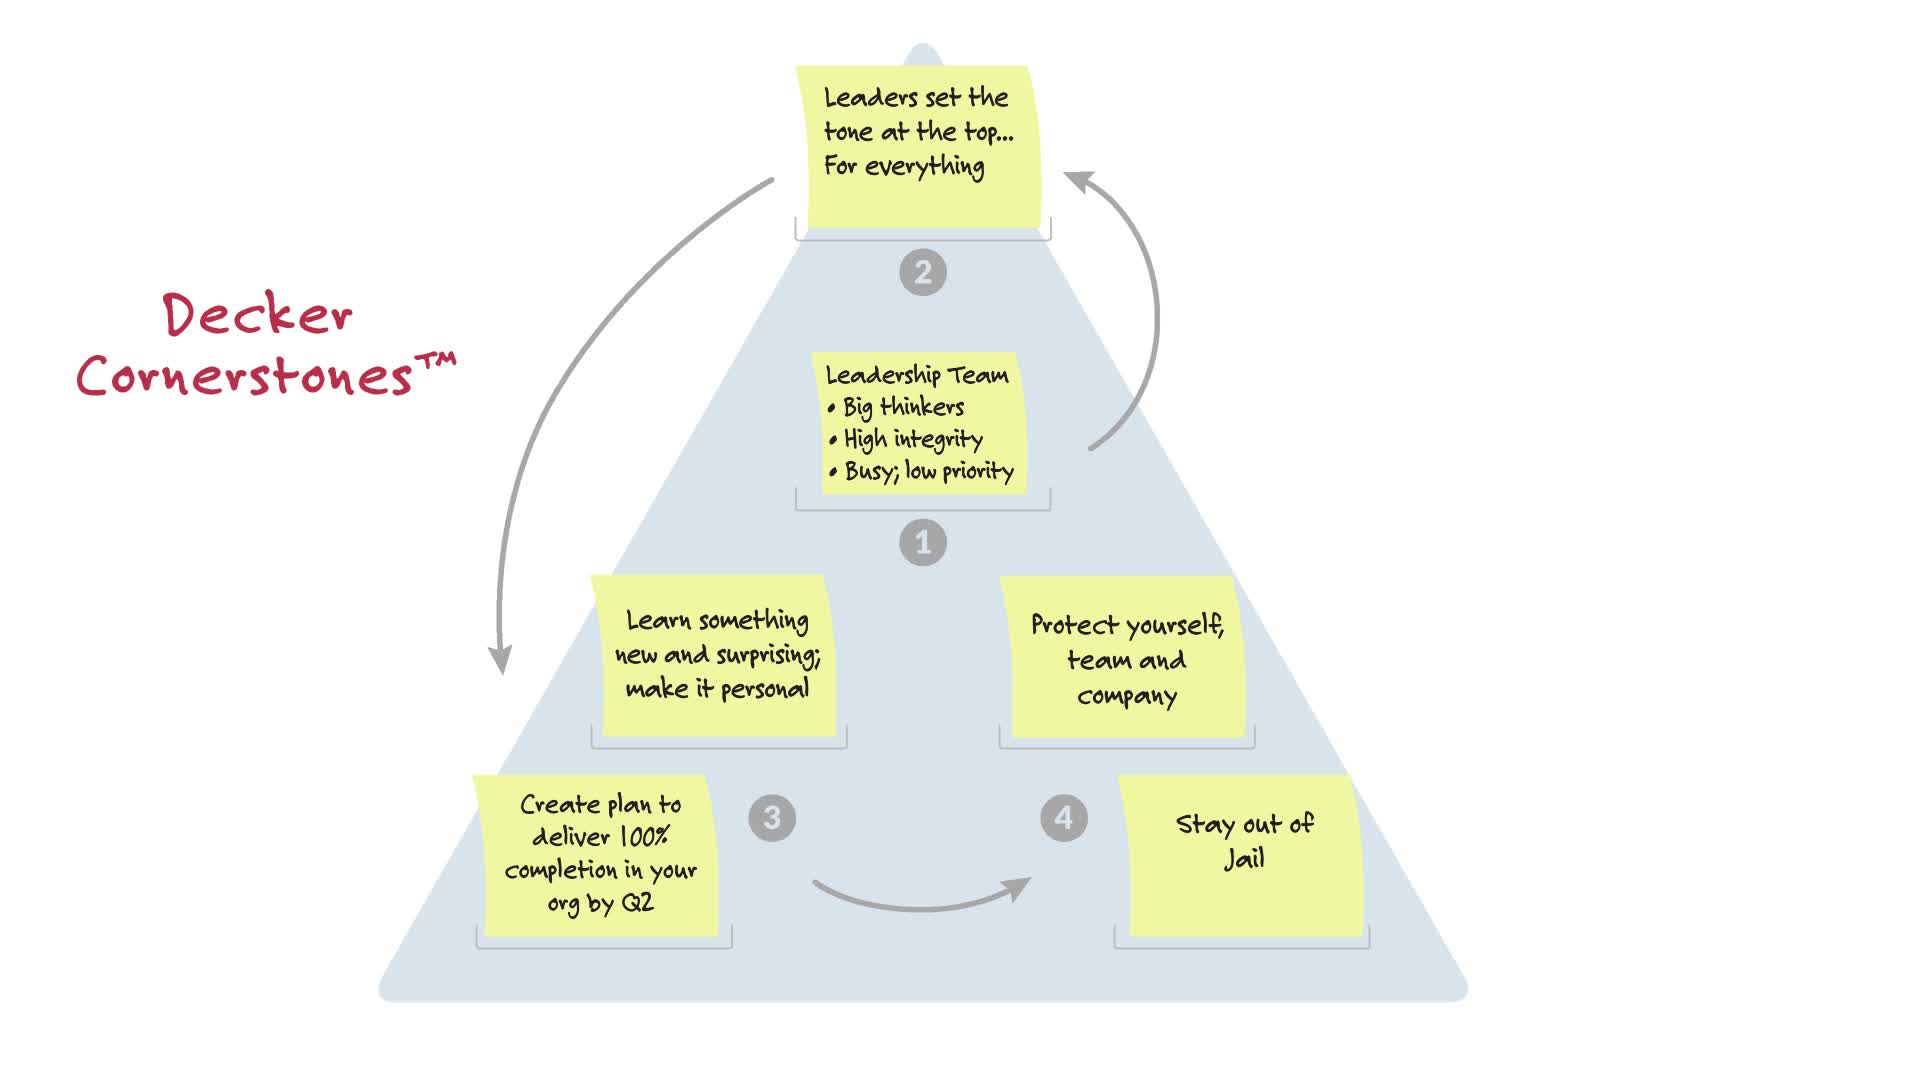 Leaders set the
tone at the top...
For everything
2
Decker
Cornerstones™
Leadership Team
• Big thinkers
• High integrity
• Busy; low priority
1
Learn something
new and surprising;
make it personal
Protect yourself,
team and
company
Create plan to
deliver 100%
completion in your
org by Q2
3
4
Stay out of
Jail